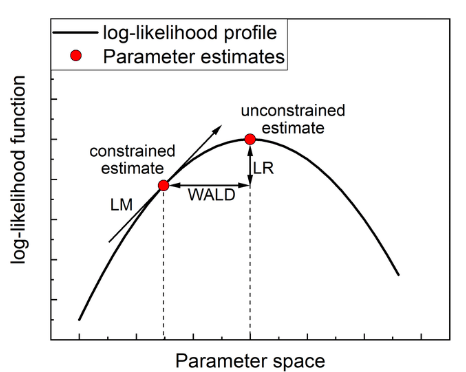 log-likelihood profile
Parameter estimates
unconstrained
estimate
constrained
estimate
LR
WALD
LM
log-likelihood function
Parameter space